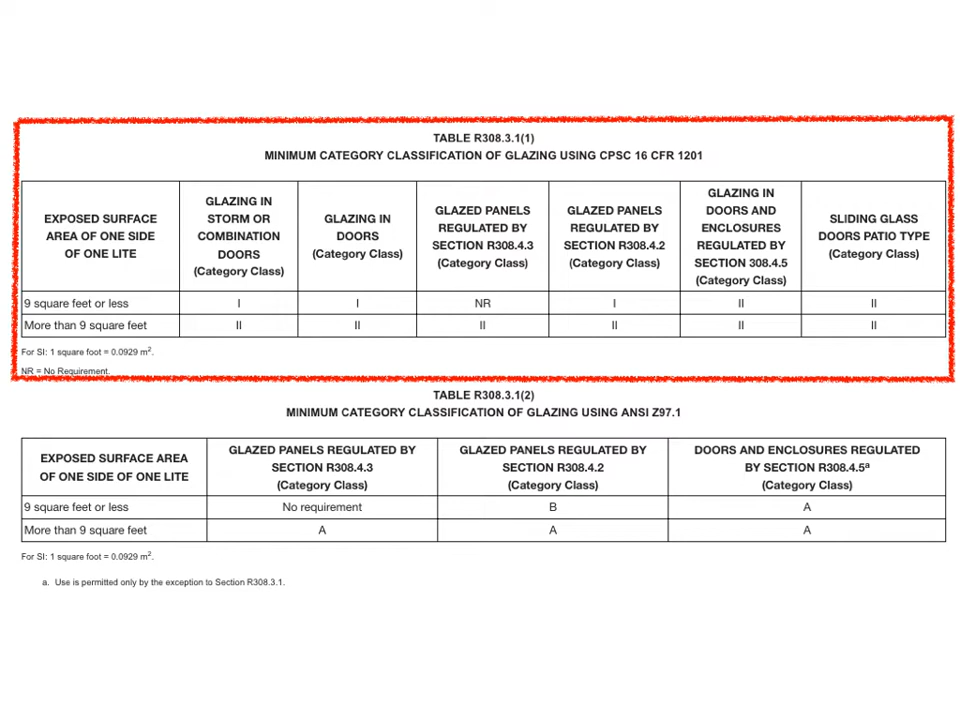 TABLE R308.3.1(1)
MINIMUM CATEGORY CLASSIFICATION OF GLAZING USING CPSC 16 CFR 1201
EXPOSED SURFACE
AREA OF ONE SIDE
OF ONE LITE
GLAZING IN
STORM OR
COMBINATION
DOORS
(Category Class)
GLAZING IN
DOORS
(Category Class)
GLAZED PANELS
REGULATED BY
SECTION R308.4.3
(Category Class)
GLAZED PANELS
REGULATED BY
SECTION R308.4.2
(Category Class)
GLAZING IN
DOORS AND
ENCLOSURES
REGULATED BY
SECTION 308.4.5
(Category Class)
SLIDING GLASS
DOORS PATIO TYPE
(Category Class)
9 square feet or less I I NR I II II
More than 9 square feet II II II II II II
For SI: 1 square foot = 0.0929 m².
NR = No Requirement.
TABLE R308.3.1(2)
MINIMUM CATEGORY CLASSIFICATION OF GLAZING USING ANSI Z97.1
EXPOSED SURFACE AREA
OF ONE SIDE OF ONE LITE
GLAZED PANELS REGULATED BY
SECTION R308.4.3
(Category Class)
GLAZED PANELS REGULATED BY
SECTION R308.4.2
(Category Class)
DOORS AND ENCLOSURES REGULATED
BY SECTION R308.4.5ª
(Category Class)
9 square feet or less No requirement B A
More than 9 square feet A A A
For SI: 1 square foot = 0.0929 m².
a. Use is permitted only by the exception to Section R308.3.1.